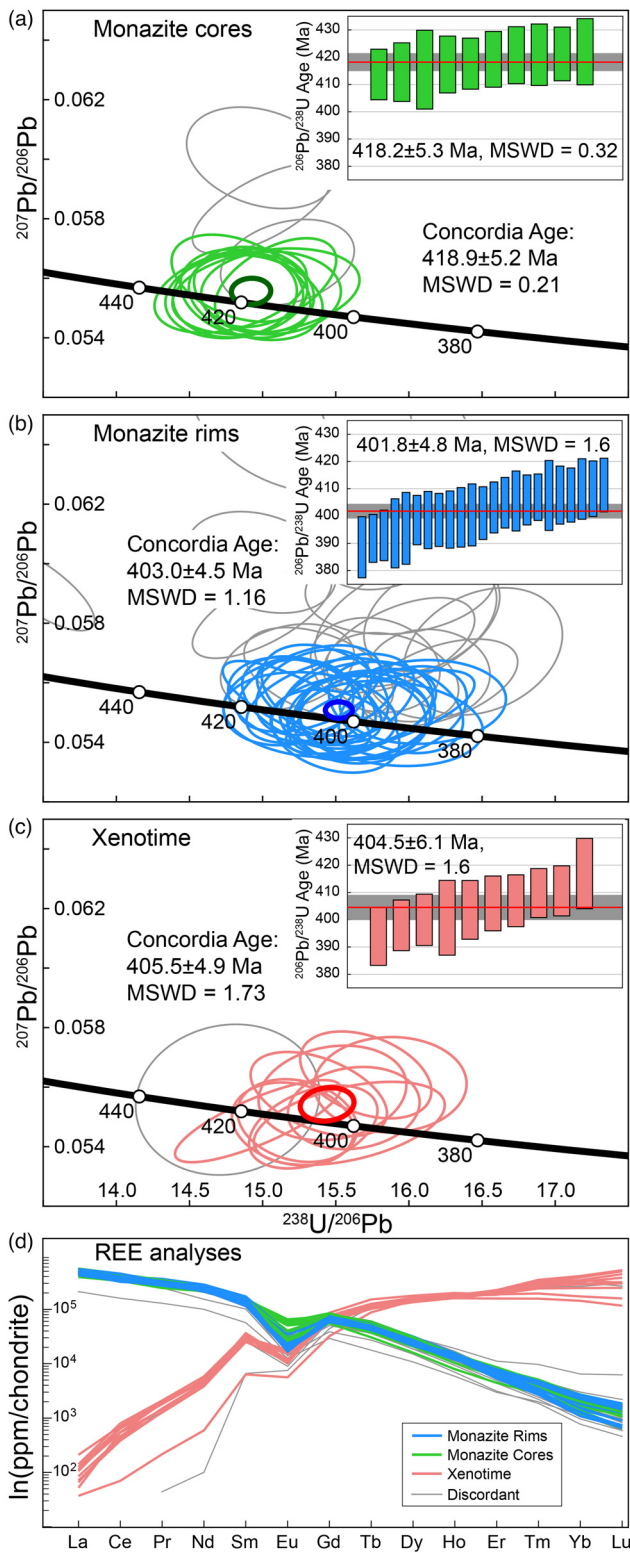 (a)
Monazite cores
430
420
410
400
390
380
²⁰⁶Pb/²³⁸U Age (Ma)
418.2±5.3 Ma, MSWD = 0.32
0.062
0.058
0.054
²⁰⁷Pb/²⁰⁶Pb
Concordia Age:
418.9±5.2 Ma
MSWD = 0.21
440
420
400
380
(b)
Monazite rims
430
420
410
400
390
380
²⁰⁶Pb/²³⁸U Age (Ma)
401.8±4.8 Ma, MSWD = 1.6
0.062
0.058
0.054
²⁰⁷Pb/²⁰⁶Pb
Concordia Age:
403.0±4.5 Ma
MSWD = 1.16
440
420
400
380
(c)
Xenotime
430
420
410
400
390
380
²⁰⁶Pb/²³⁸U Age (Ma)
404.5±6.1 Ma,
MSWD = 1.6
0.062
0.058
0.054
²⁰⁷Pb/²⁰⁶Pb
Concordia Age:
405.5±4.9 Ma
MSWD = 1.73
440
420
400
380
14.0 14.5 15.0 15.5 16.0 16.5 17.0
²³⁸U/²⁰⁶Pb
(d)
REE analyses
10⁵
10⁴
10³
10²
ln(ppm/chondrite)
Monazite Rims
Monazite Cores
Xenotime
Discordant
La Ce Pr Nd Sm Eu Gd Tb Dy Ho Er Tm Yb Lu